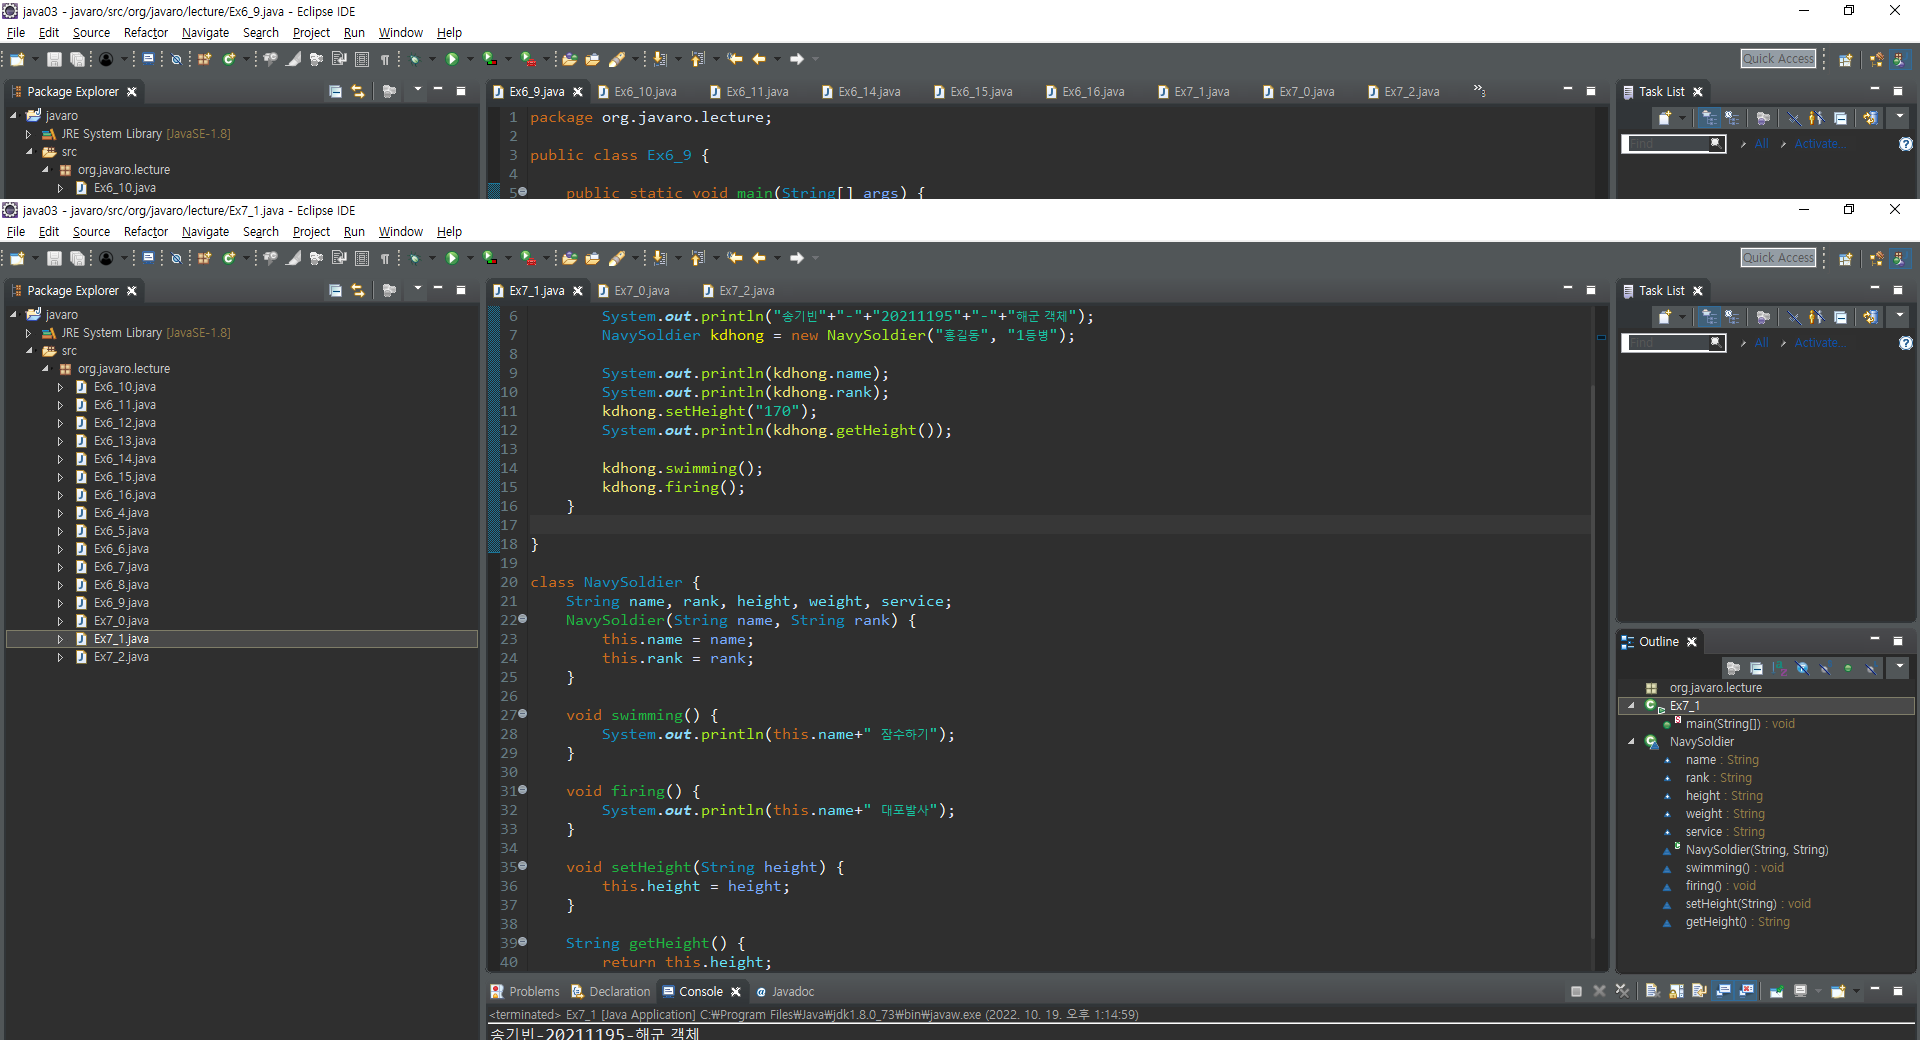 java03 - javaro/src/org/javaro/lecture/Ex6_9.java - Eclipse IDE
File Edit Source Refactor Navigate Search Project Run Window Help
Quick Access
Package Explorer
Ex6_9.java Ex6_10.java Ex6_11.java Ex6_14.java Ex6_15.java Ex6_16.java Ex7_1.java Ex7_0.java Ex7_2.java »3
Task List
javaro
JRE System Library [JavaSE-1.8]
src
org.javaro.lecture
Ex6_10.java
1 package org.javaro.lecture;
2
3 public class Ex6_9 {
4
5 public static void main(String[] args) {
Find All Activate...
java03 - javaro/src/org/javaro/lecture/Ex7_1.java - Eclipse IDE
File Edit Source Refactor Navigate Search Project Run Window Help
Quick Access
Package Explorer
Ex7_1.java Ex7_0.java Ex7_2.java
Task List
javaro
JRE System Library [JavaSE-1.8]
src
org.javaro.lecture
Ex6_10.java
Ex6_11.java
Ex6_12.java
Ex6_13.java
Ex6_14.java
Ex6_15.java
Ex6_16.java
Ex6_4.java
Ex6_5.java
Ex6_6.java
Ex6_7.java
Ex6_8.java
Ex6_9.java
Ex7_0.java
Ex7_1.java
Ex7_2.java
6 System.out.println("송기빈"+"-"+"20211195"+"-"+"해군 객체");
7 NavySoldier kdhong = new NavySoldier("홍길동", "1등병");
8
9 System.out.println(kdhong.name);
10 System.out.println(kdhong.rank);
11 kdhong.setHeight("170");
12 System.out.println(kdhong.getHeight());
13
14 kdhong.swimming();
15 kdhong.firing();
16 }
17
18 }
19
20 class NavySoldier {
21 String name, rank, height, weight, service;
22 NavySoldier(String name, String rank) {
23 this.name = name;
24 this.rank = rank;
25 }
26
27 void swimming() {
28 System.out.println(this.name+" 잠수하기");
29 }
30
31 void firing() {
32 System.out.println(this.name+" 대포발사");
33 }
34
35 void setHeight(String height) {
36 this.height = height;
37 }
38
39 String getHeight() {
40 return this.height;
Find All Activate...
Outline
org.javaro.lecture
Ex7_1
main(String[]) : void
NavySoldier
name : String
rank : String
height : String
weight : String
service : String
NavySoldier(String, String)
swimming() : void
firing() : void
setHeight(String) : void
getHeight() : String
Problems Declaration Console Javadoc
<terminated> Ex7_1 [Java Application] C:₩Program Files₩Java₩jdk1.8.0_73₩bin₩javaw.exe (2022. 10. 19. 오후 1:14:59)
송기빈-20211195-해군 객체